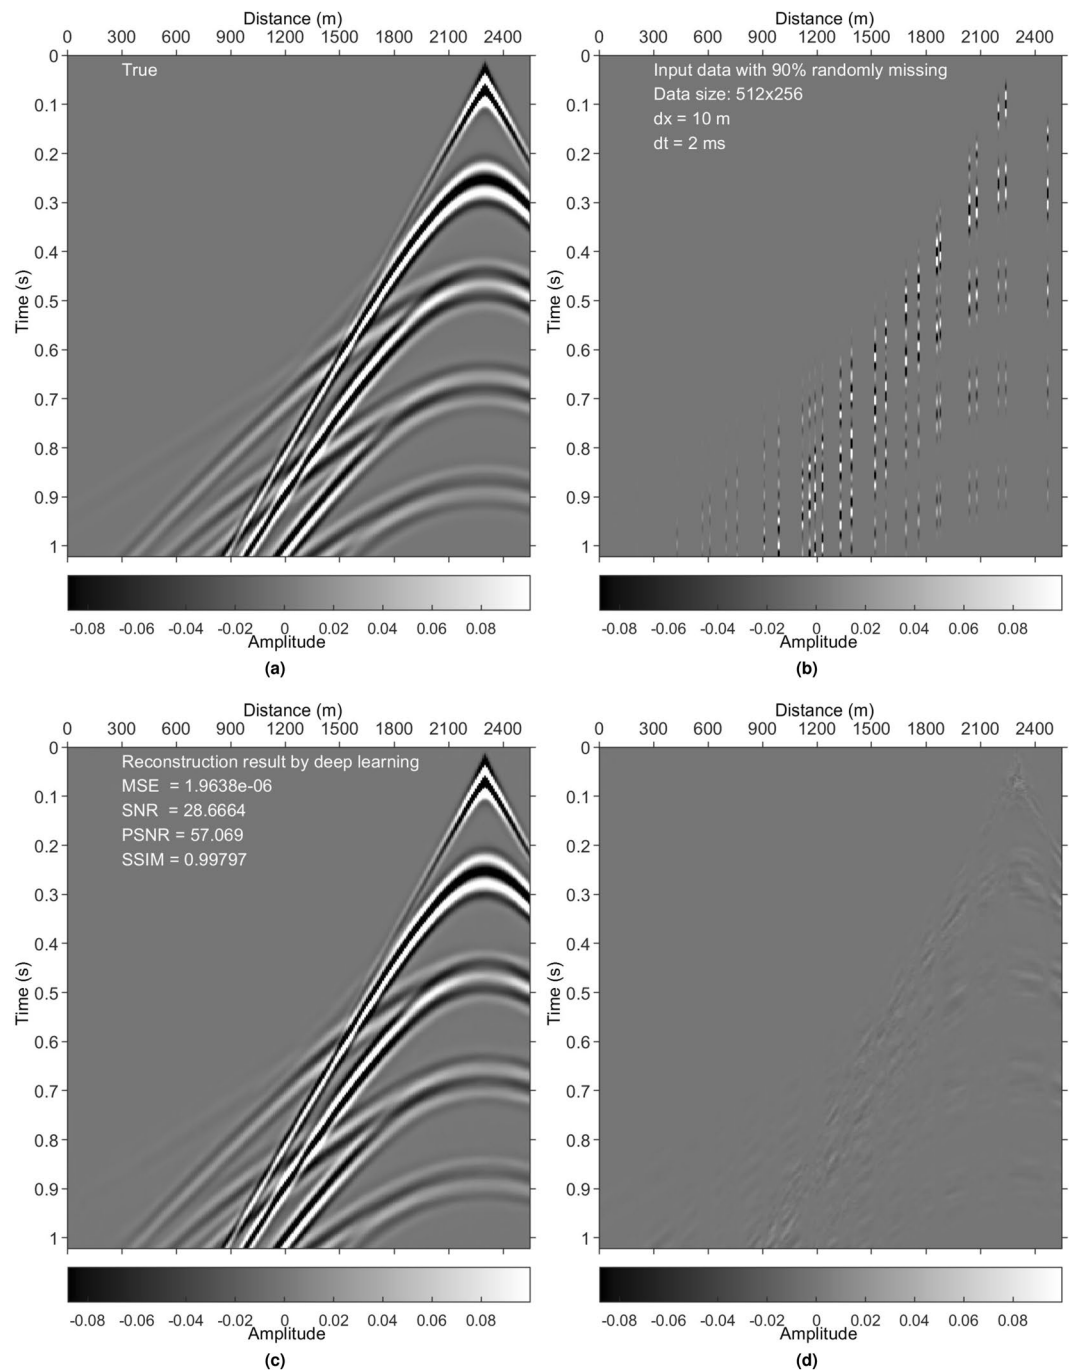 Distance (m)
0 300 600 900 1200 1500 1800 2100 2400
True
Time (s)
0
0.1
0.2
0.3
0.4
0.5
0.6
0.7
0.8
0.9
1
-0.08 -0.06 -0.04 -0.02 0 0.02 0.04 0.06 0.08
Amplitude
(a)
Distance (m)
0 300 600 900 1200 1500 1800 2100 2400
Input data with 90% randomly missing
Data size: 512x256
dx = 10 m
dt = 2 ms
Time (s)
0
0.1
0.2
0.3
0.4
0.5
0.6
0.7
0.8
0.9
1
-0.08 -0.06 -0.04 -0.02 0 0.02 0.04 0.06 0.08
Amplitude
(b)
Distance (m)
0 300 600 900 1200 1500 1800 2100 2400
Reconstruction result by deep learning
MSE = 1.9638e-06
SNR = 28.6664
PSNR = 57.069
SSIM = 0.99797
Time (s)
0
0.1
0.2
0.3
0.4
0.5
0.6
0.7
0.8
0.9
1
-0.08 -0.06 -0.04 -0.02 0 0.02 0.04 0.06 0.08
Amplitude
(c)
Distance (m)
0 300 600 900 1200 1500 1800 2100 2400
Time (s)
0
0.1
0.2
0.3
0.4
0.5
0.6
0.7
0.8
0.9
1
-0.08 -0.06 -0.04 -0.02 0 0.02 0.04 0.06 0.08
Amplitude
(d)